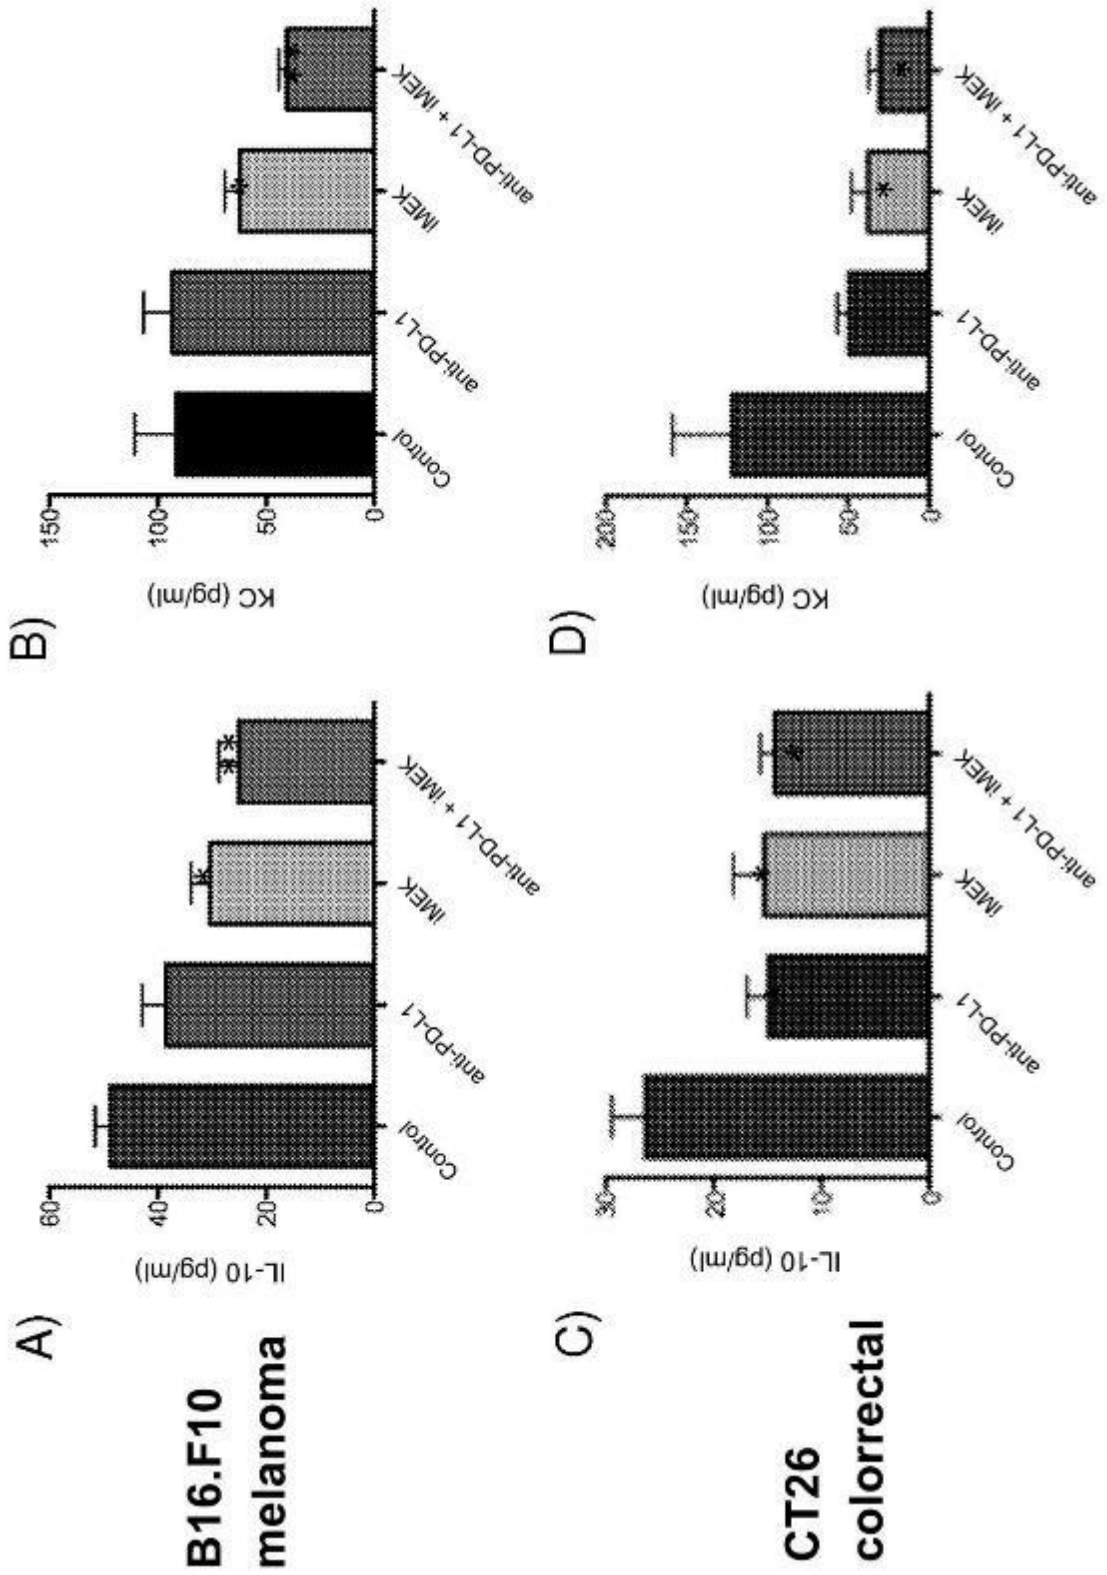 B16.F10
melanoma
A)
IL-10 (pg/ml)
60
40
20
0
Control
anti-PD-L1
iMEK
anti-PD-L1 + iMEK
B)
KC (pg/ml)
150
100
50
0
Control
anti-PD-L1
iMEK
anti-PD-L1 + iMEK
CT26
colorrectal
C)
IL-10 (pg/ml)
30
20
10
0
Control
anti-PD-L1
iMEK
anti-PD-L1 + iMEK
D)
KC (pg/ml)
200
150
100
50
0
Control
anti-PD-L1
iMEK
anti-PD-L1 + iMEK